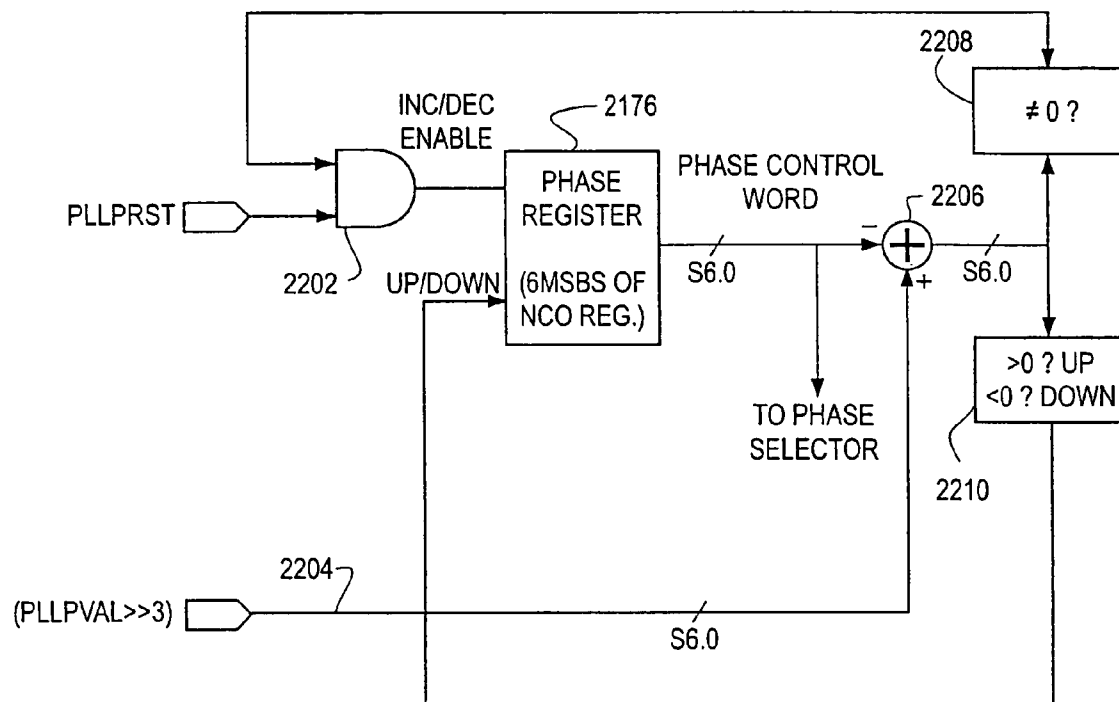 2208
≠ 0 ?
INC/DEC
ENABLE
2176
PHASE
REGISTER
(6MSBS OF
NCO REG.)
PHASE CONTROL
WORD
2206
PLLPRST
2202
UP/DOWN
S6.0
−
+
+
S6.0
>0 ? UP
<0 ? DOWN
TO PHASE
SELECTOR
2210
2204
(PLLPVAL>>3)
S6.0